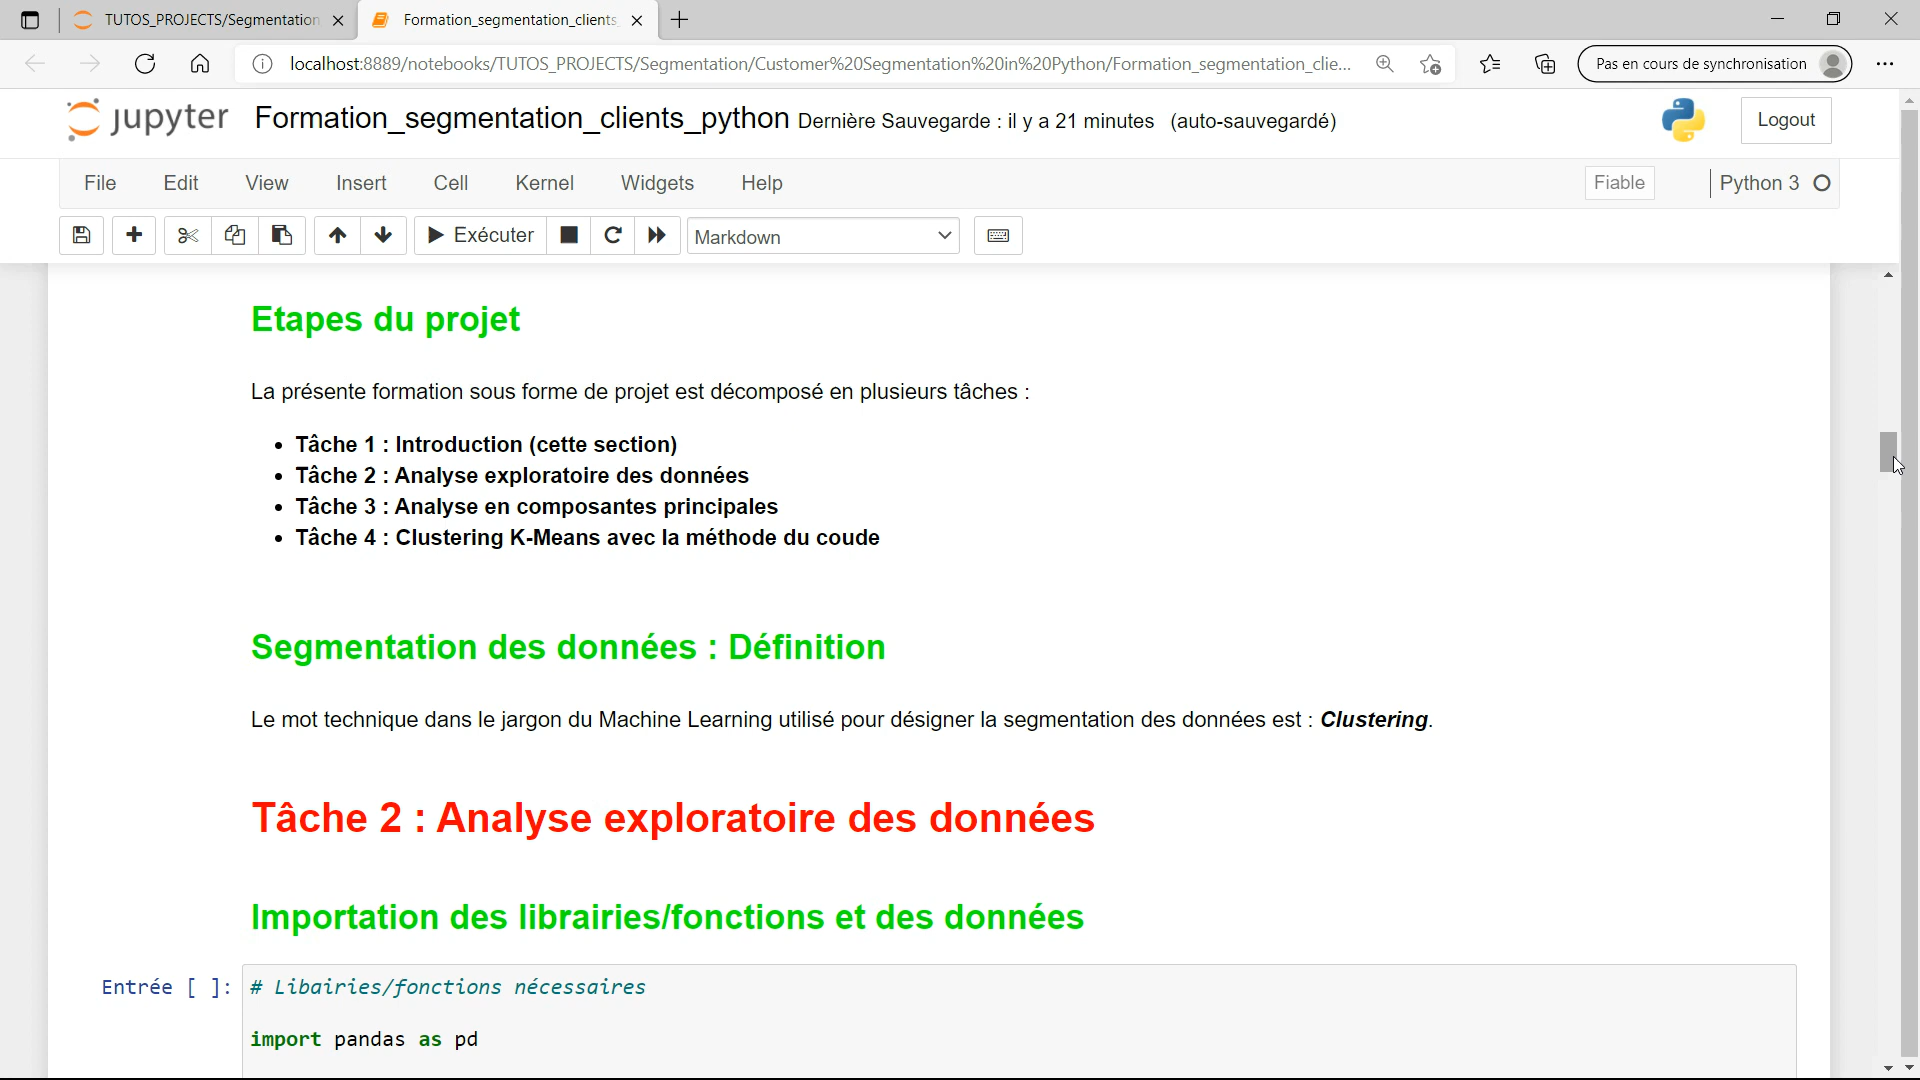 TUTOS_PROJECTS/Segmentation
Formation_segmentation_clients_
localhost:8889/notebooks/TUTOS_PROJECTS/Segmentation/Customer%20Segmentation%20in%20Python/Formation_segmentation_clie...
Pas en cours de synchronisation
jupyter Formation_segmentation_clients_python Dernière Sauvegarde : il y a 21 minutes (auto-sauvegardé)
Logout
File Edit View Insert Cell Kernel Widgets Help
Fiable
Python 3
Exécuter
Markdown
Etapes du projet
La présente formation sous forme de projet est décomposé en plusieurs tâches :
• Tâche 1 : Introduction (cette section)
• Tâche 2 : Analyse exploratoire des données
• Tâche 3 : Analyse en composantes principales
• Tâche 4 : Clustering K-Means avec la méthode du coude
Segmentation des données : Définition
Le mot technique dans le jargon du Machine Learning utilisé pour désigner la segmentation des données est : Clustering.
Tâche 2 : Analyse exploratoire des données
Importation des librairies/fonctions et des données
Entrée [ ]: # Libairies/fonctions nécessaires
import pandas as pd